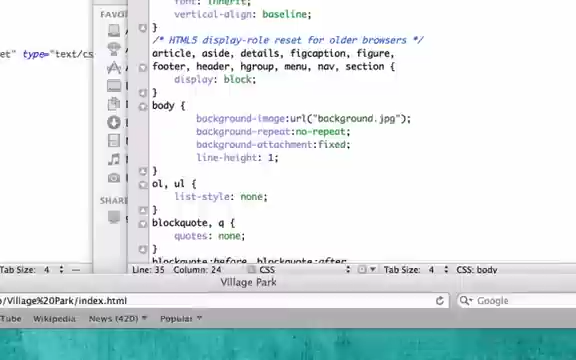 font: inherit;
vertical-align: baseline;
}
/* HTML5 display-role reset for older browsers */
article, aside, details, figcaption, figure,
footer, header, hgroup, menu, nav, section {
display: block;
}
body {
background-image:url("background.jpg");
background-repeat:no-repeat;
background-attachment:fixed;
line-height: 1;
}
ol, ul {
list-style: none;
}
blockquote, q {
quotes: none;
}
blockquote:before, blockquote:after
et" type="text/cs
FAVO
SHARE
Tab Size: 4
Line: 35 Column: 24 CSS Tab Size: 4 CSS: body
Village Park
/Village%20Park/index.html
Google
Tube Wikipedia News (420) Popular